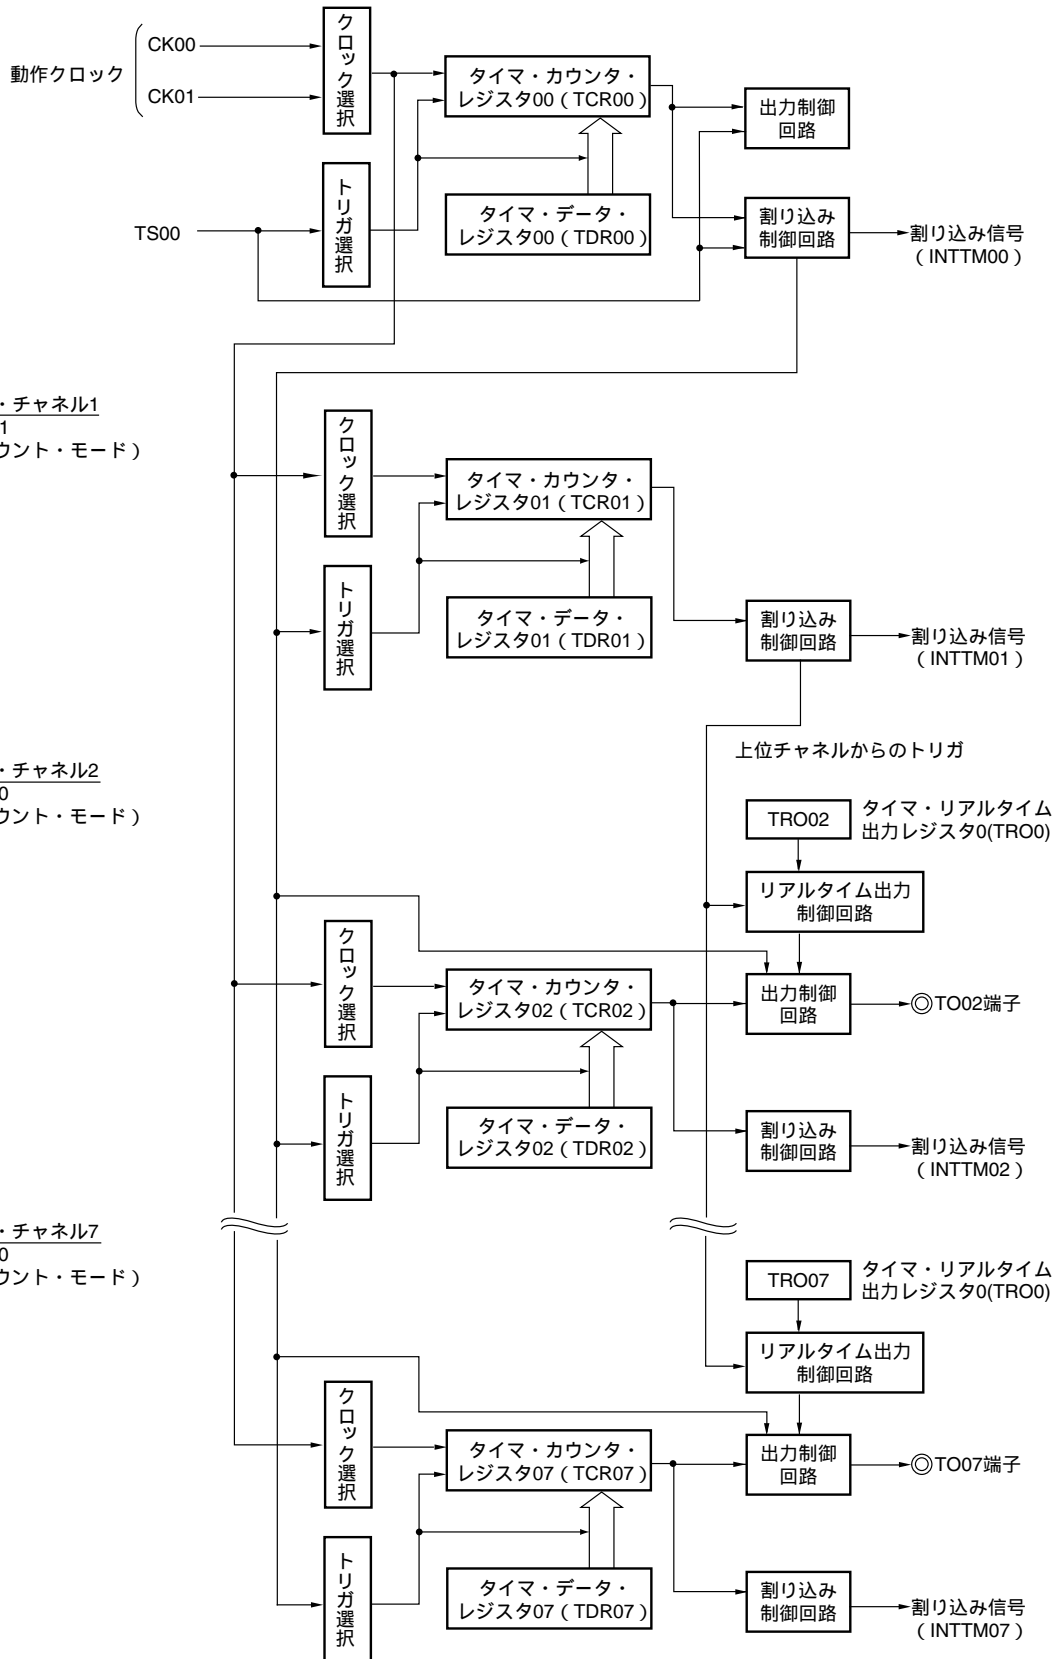 動作クロック
CK00
CK01
クロック選択
タイマ・カウンタ・
レジスタ00（TCR00）
出力制御
回路
TS00
トリガ選択
タイマ・データ・
レジスタ00（TDR00）
割り込み
制御回路
割り込み信号
（INTTM00）
・チャネル1
1
ウント・モード）
クロック選択
タイマ・カウンタ・
レジスタ01（TCR01）
トリガ選択
タイマ・データ・
レジスタ01（TDR01）
割り込み
制御回路
割り込み信号
（INTTM01）
上位チャネルからのトリガ
・チャネル2
0
ウント・モード）
TRO02
タイマ・リアルタイム
出力レジスタ0(TRO0)
リアルタイム出力
制御回路
クロック選択
タイマ・カウンタ・
レジスタ02（TCR02）
出力制御
回路
TO02端子
トリガ選択
タイマ・データ・
レジスタ02（TDR02）
割り込み
制御回路
割り込み信号
（INTTM02）
・チャネル7
0
ウント・モード）
TRO07
タイマ・リアルタイム
出力レジスタ0(TRO0)
リアルタイム出力
制御回路
クロック選択
タイマ・カウンタ・
レジスタ07（TCR07）
出力制御
回路
TO07端子
トリガ選択
タイマ・データ・
レジスタ07（TDR07）
割り込み
制御回路
割り込み信号
（INTTM07）